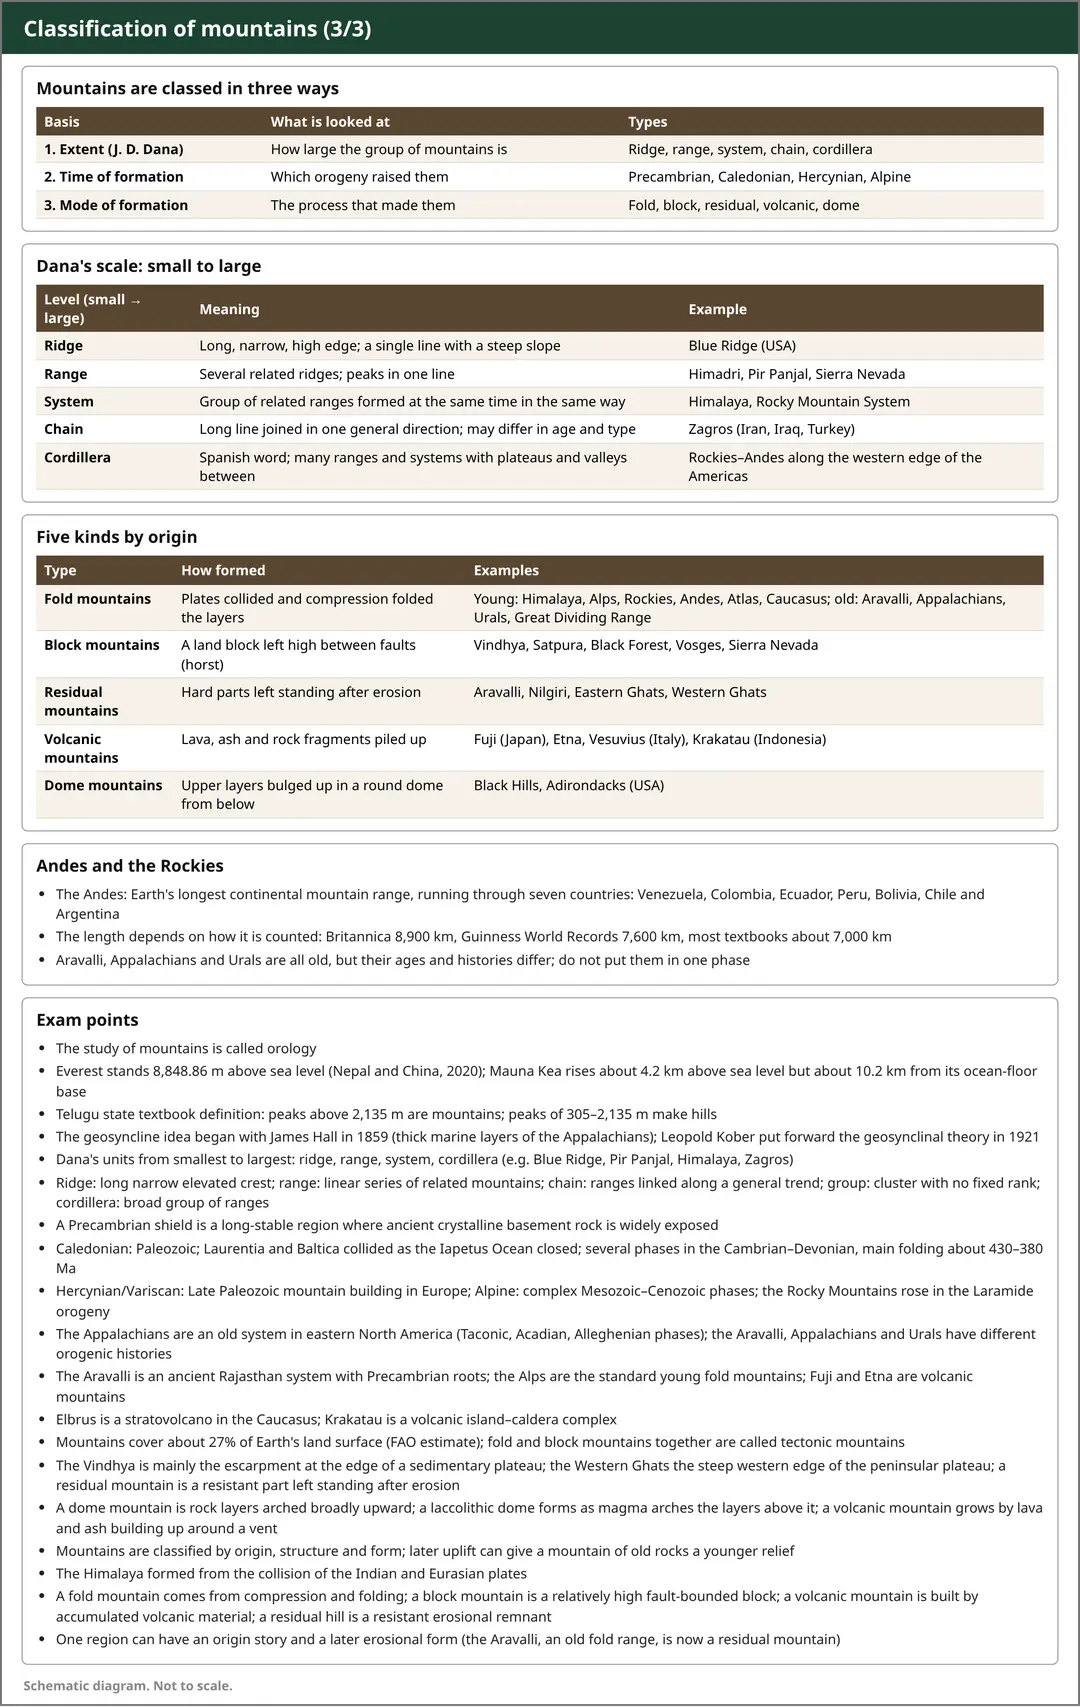 Classification of mountains (3/3)
Mountains are classed in three ways
Basis What is looked at Types
1. Extent (J. D. Dana) How large the group of mountains is Ridge, range, system, chain, cordillera
2. Time of formation Which orogeny raised them Precambrian, Caledonian, Hercynian, Alpine
3. Mode of formation The process that made them Fold, block, residual, volcanic, dome
Dana's scale: small to large
Level (small →
large) Meaning Example
Ridge Long, narrow, high edge; a single line with a steep slope Blue Ridge (USA)
Range Several related ridges; peaks in one line Himadri, Pir Panjal, Sierra Nevada
System Group of related ranges formed at the same time in the same way Himalaya, Rocky Mountain System
Chain Long line joined in one general direction; may differ in age and type Zagros (Iran, Iraq, Turkey)
Cordillera Spanish word; many ranges and systems with plateaus and valleys Rockies–Andes along the western edge of the
between Americas
Five kinds by origin
Type How formed Examples
Fold mountains Plates collided and compression folded Young: Himalaya, Alps, Rockies, Andes, Atlas, Caucasus; old: Aravalli, Appalachians,
the layers Urals, Great Dividing Range
Block mountains A land block left high between faults Vindhya, Satpura, Black Forest, Vosges, Sierra Nevada
(horst)
Residual Hard parts left standing after erosion Aravalli, Nilgiri, Eastern Ghats, Western Ghats
mountains
Volcanic Lava, ash and rock fragments piled up Fuji (Japan), Etna, Vesuvius (Italy), Krakatau (Indonesia)
mountains
Dome mountains Upper layers bulged up in a round dome Black Hills, Adirondacks (USA)
from below
Andes and the Rockies
• The Andes: Earth's longest continental mountain range, running through seven countries: Venezuela, Colombia, Ecuador, Peru, Bolivia, Chile and
Argentina
• The length depends on how it is counted: Britannica 8,900 km, Guinness World Records 7,600 km, most textbooks about 7,000 km
• Aravalli, Appalachians and Urals are all old, but their ages and histories differ; do not put them in one phase
Exam points
• The study of mountains is called orology
• Everest stands 8,848.86 m above sea level (Nepal and China, 2020); Mauna Kea rises about 4.2 km above sea level but about 10.2 km from its ocean-floor
base
• Telugu state textbook definition: peaks above 2,135 m are mountains; peaks of 305–2,135 m make hills
• The geosyncline idea began with James Hall in 1859 (thick marine layers of the Appalachians); Leopold Kober put forward the geosynclinal theory in 1921
• Dana's units from smallest to largest: ridge, range, system, cordillera (e.g. Blue Ridge, Pir Panjal, Himalaya, Zagros)
• Ridge: long narrow elevated crest; range: linear series of related mountains; chain: ranges linked along a general trend; group: cluster with no fixed rank;
cordillera: broad group of ranges
• A Precambrian shield is a long-stable region where ancient crystalline basement rock is widely exposed
• Caledonian: Paleozoic; Laurentia and Baltica collided as the Iapetus Ocean closed; several phases in the Cambrian–Devonian, main folding about 430–380
Ma
• Hercynian/Variscan: Late Paleozoic mountain building in Europe; Alpine: complex Mesozoic–Cenozoic phases; the Rocky Mountains rose in the Laramide
orogeny
• The Appalachians are an old system in eastern North America (Taconic, Acadian, Alleghenian phases); the Aravalli, Appalachians and Urals have different
orogenic histories
• The Aravalli is an ancient Rajasthan system with Precambrian roots; the Alps are the standard young fold mountains; Fuji and Etna are volcanic
mountains
• Elbrus is a stratovolcano in the Caucasus; Krakatau is a volcanic island–caldera complex
• Mountains cover about 27% of Earth's land surface (FAO estimate); fold and block mountains together are called tectonic mountains
• The Vindhya is mainly the escarpment at the edge of a sedimentary plateau; the Western Ghats the steep western edge of the peninsular plateau; a
residual mountain is a resistant part left standing after erosion
• A dome mountain is rock layers arched broadly upward; a laccolithic dome forms as magma arches the layers above it; a volcanic mountain grows by lava
and ash building up around a vent
• Mountains are classified by origin, structure and form; later uplift can give a mountain of old rocks a younger relief
• The Himalaya formed from the collision of the Indian and Eurasian plates
• A fold mountain comes from compression and folding; a block mountain is a relatively high fault-bounded block; a volcanic mountain is built by
accumulated volcanic material; a residual hill is a resistant erosional remnant
• One region can have an origin story and a later erosional form (the Aravalli, an old fold range, is now a residual mountain)
Schematic diagram. Not to scale.